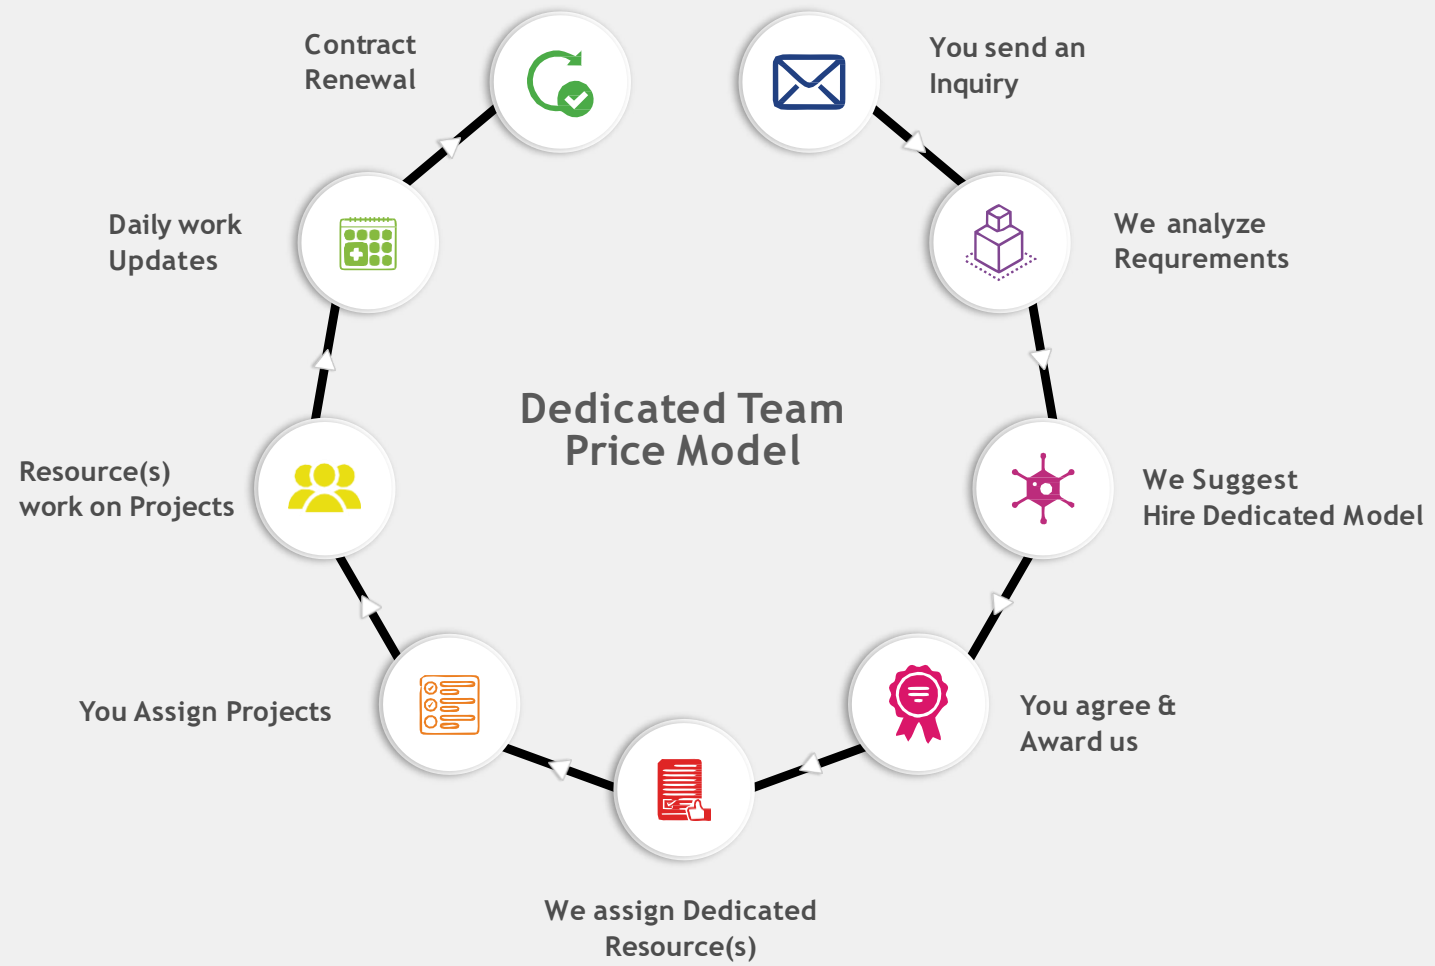 Dedicated Team
Price Model
You send an
Inquiry
We analyze
Requrements
We Suggest
Hire Dedicated Model
You agree &
Award us
We assign Dedicated
Resource(s)
You Assign Projects
Resource(s)
work on Projects
Daily work
Updates
Contract
Renewal